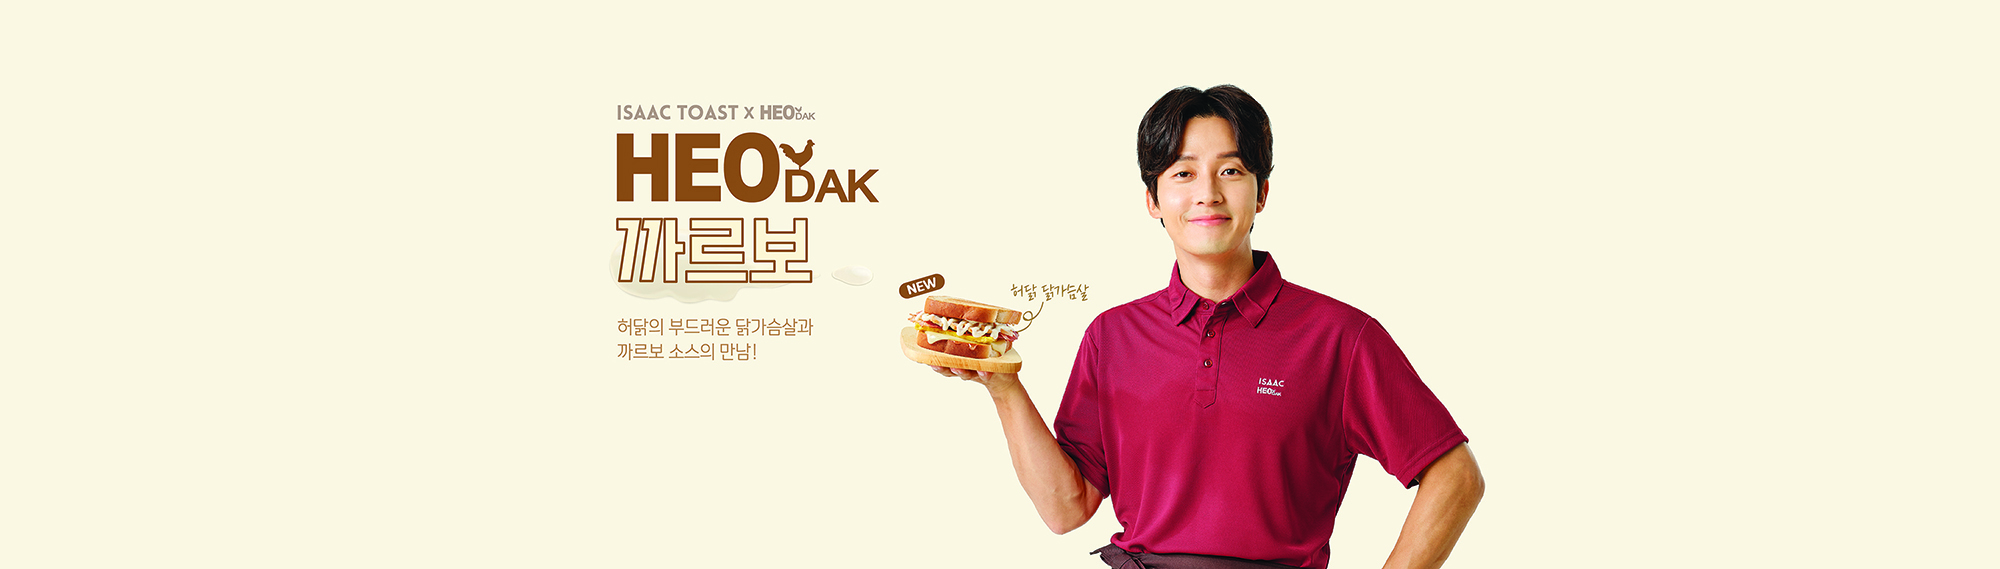 ISAAC TOAST X HEODAK
HEODAK
까르보
허닭의 부드러운 닭가슴살과
까르보 소스의 만남!
NEW
허닭 닭가슴살
ISAAC
HEODAK